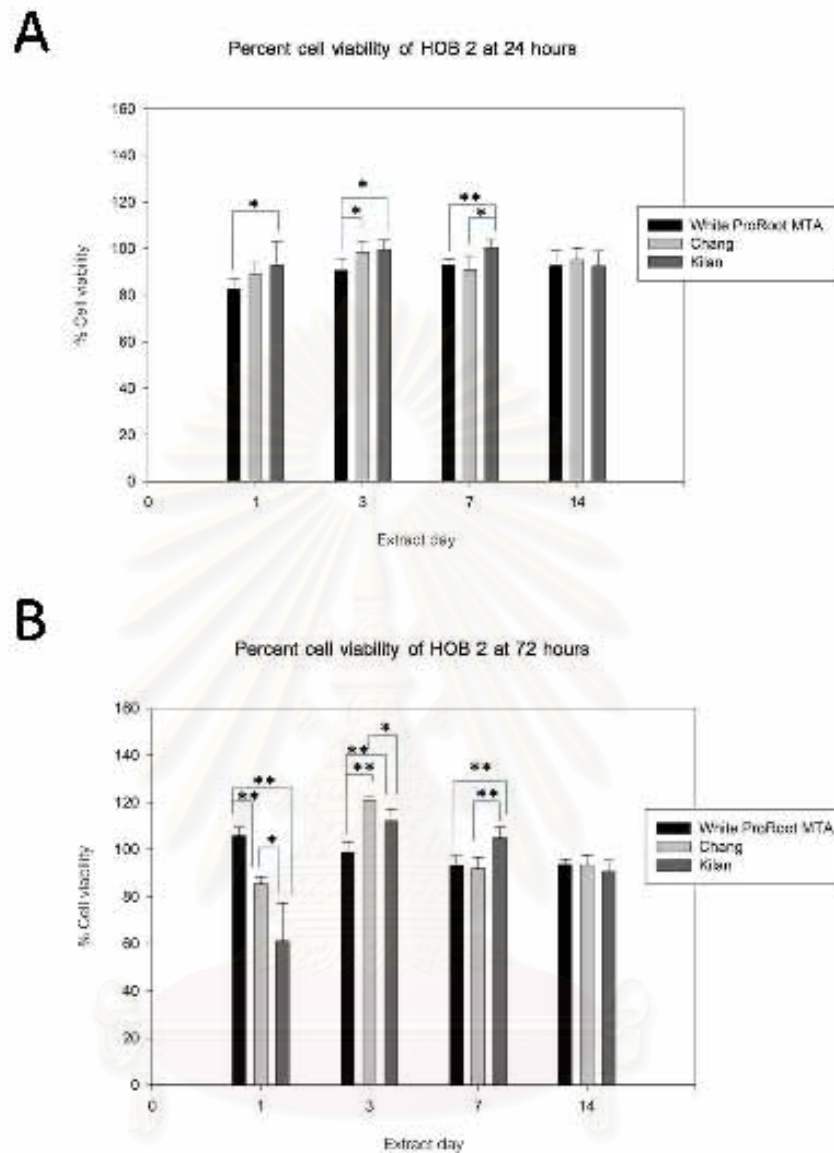 A
Percent cell viability of HOB 2 at 24 hours
160
140
120
100
80
60
40
20
0
% Cell viability
* * * ** *
White ProRoot MTA
Chang
Kilan
0 1 3 7 14
Extract day
B
Percent cell viability of HOB 2 at 72 hours
160
140
120
100
80
60
40
20
0
% Cell viability
** ** * ** ** * ** **
White ProRoot MTA
Chang
Kilan
0 1 3 7 14
Extract day